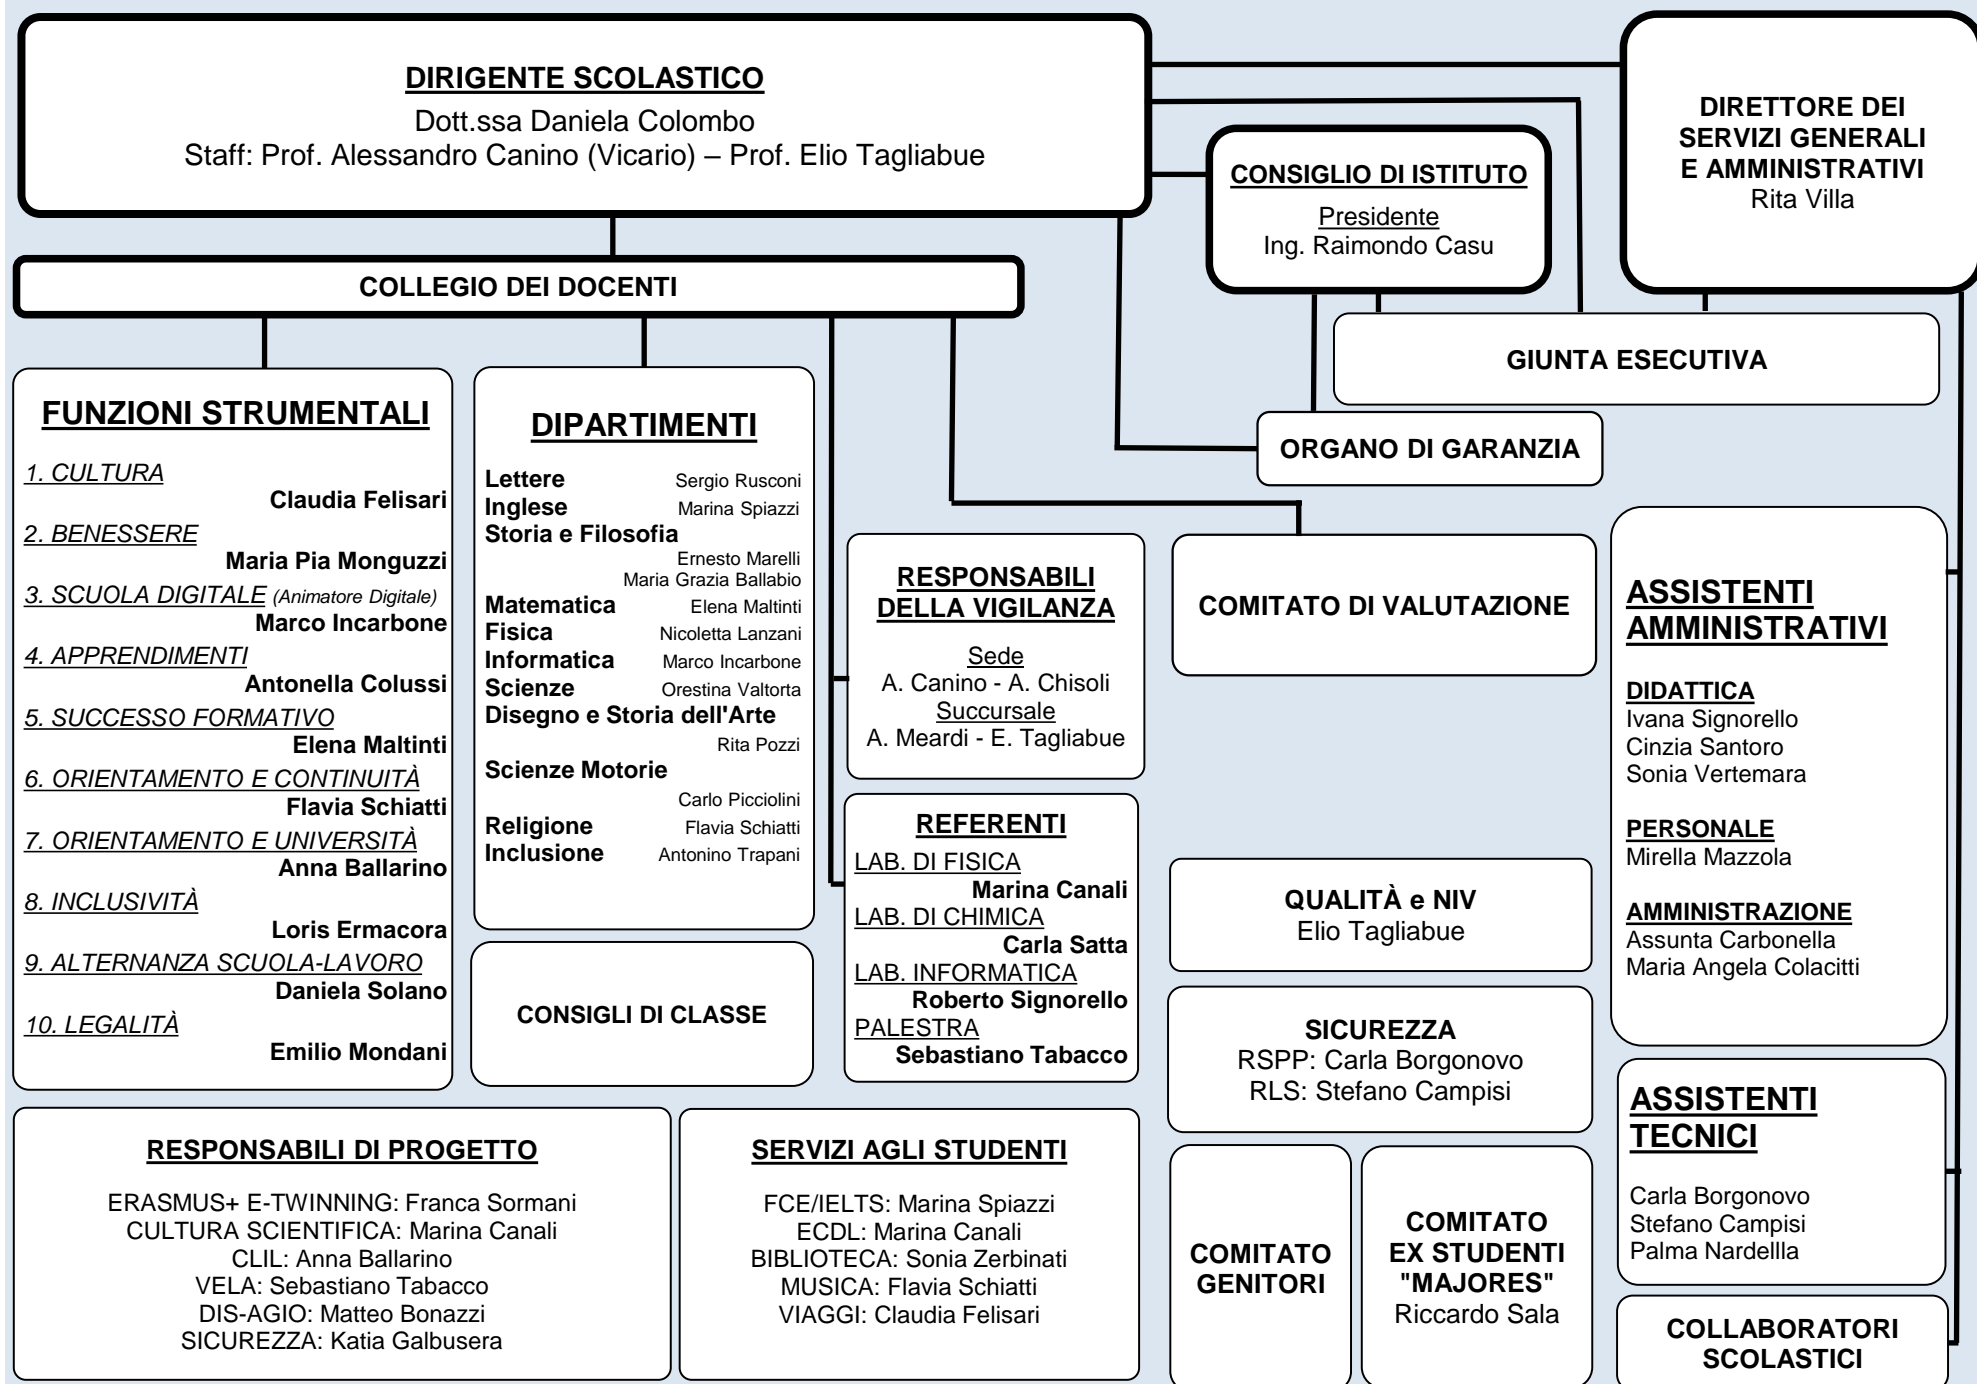 DIRIGENTE SCOLASTICO
Dott.ssa Daniela Colombo
Staff: Prof. Alessandro Canino (Vicario) – Prof. Elio Tagliabue
DIRETTORE DEI
SERVIZI GENERALI
E AMMINISTRATIVI
Rita Villa
CONSIGLIO DI ISTITUTO
Presidente
Ing. Raimondo Casu
COLLEGIO DEI DOCENTI
GIUNTA ESECUTIVA
ORGANO DI GARANZIA
FUNZIONI STRUMENTALI
1. CULTURA
Claudia Felisari
2. BENESSERE
Maria Pia Monguzzi
3. SCUOLA DIGITALE (Animatore Digitale)
Marco Incarbone
4. APPRENDIMENTI
Antonella Colussi
5. SUCCESSO FORMATIVO
Elena Maltinti
6. ORIENTAMENTO E CONTINUITÀ
Flavia Schiatti
7. ORIENTAMENTO E UNIVERSITÀ
Anna Ballarino
8. INCLUSIVITÀ
Loris Ermacora
9. ALTERNANZA SCUOLA-LAVORO
Daniela Solano
10. LEGALITÀ
Emilio Mondani
DIPARTIMENTI
Lettere Sergio Rusconi
Inglese Marina Spiazzi
Storia e Filosofia
Ernesto Marelli
Maria Grazia Ballabio
Matematica Elena Maltinti
Fisica Nicoletta Lanzani
Informatica Marco Incarbone
Scienze Orestina Valtorta
Disegno e Storia dell'Arte
Rita Pozzi
Scienze Motorie
Carlo Picciolini
Religione Flavia Schiatti
Inclusione Antonino Trapani
CONSIGLI DI CLASSE
RESPONSABILI
DELLA VIGILANZA
Sede
A. Canino - A. Chisoli
Succursale
A. Meardi - E. Tagliabue
REFERENTI
LAB. DI FISICA
Marina Canali
LAB. DI CHIMICA
Carla Satta
LAB. INFORMATICA
Roberto Signorello
PALESTRA
Sebastiano Tabacco
COMITATO DI VALUTAZIONE
QUALITÀ e NIV
Elio Tagliabue
SICUREZZA
RSPP: Carla Borgonovo
RLS: Stefano Campisi
ASSISTENTI
AMMINISTRATIVI
DIDATTICA
Ivana Signorello
Cinzia Santoro
Sonia Vertemara
PERSONALE
Mirella Mazzola
AMMINISTRAZIONE
Assunta Carbonella
Maria Angela Colacitti
ASSISTENTI
TECNICI
Carla Borgonovo
Stefano Campisi
Palma Nardellla
COLLABORATORI
SCOLASTICI
RESPONSABILI DI PROGETTO
ERASMUS+ E-TWINNING: Franca Sormani
CULTURA SCIENTIFICA: Marina Canali
CLIL: Anna Ballarino
VELA: Sebastiano Tabacco
DIS-AGIO: Matteo Bonazzi
SICUREZZA: Katia Galbusera
SERVIZI AGLI STUDENTI
FCE/IELTS: Marina Spiazzi
ECDL: Marina Canali
BIBLIOTECA: Sonia Zerbinati
MUSICA: Flavia Schiatti
VIAGGI: Claudia Felisari
COMITATO
GENITORI
COMITATO
EX STUDENTI
"MAJORES"
Riccardo Sala